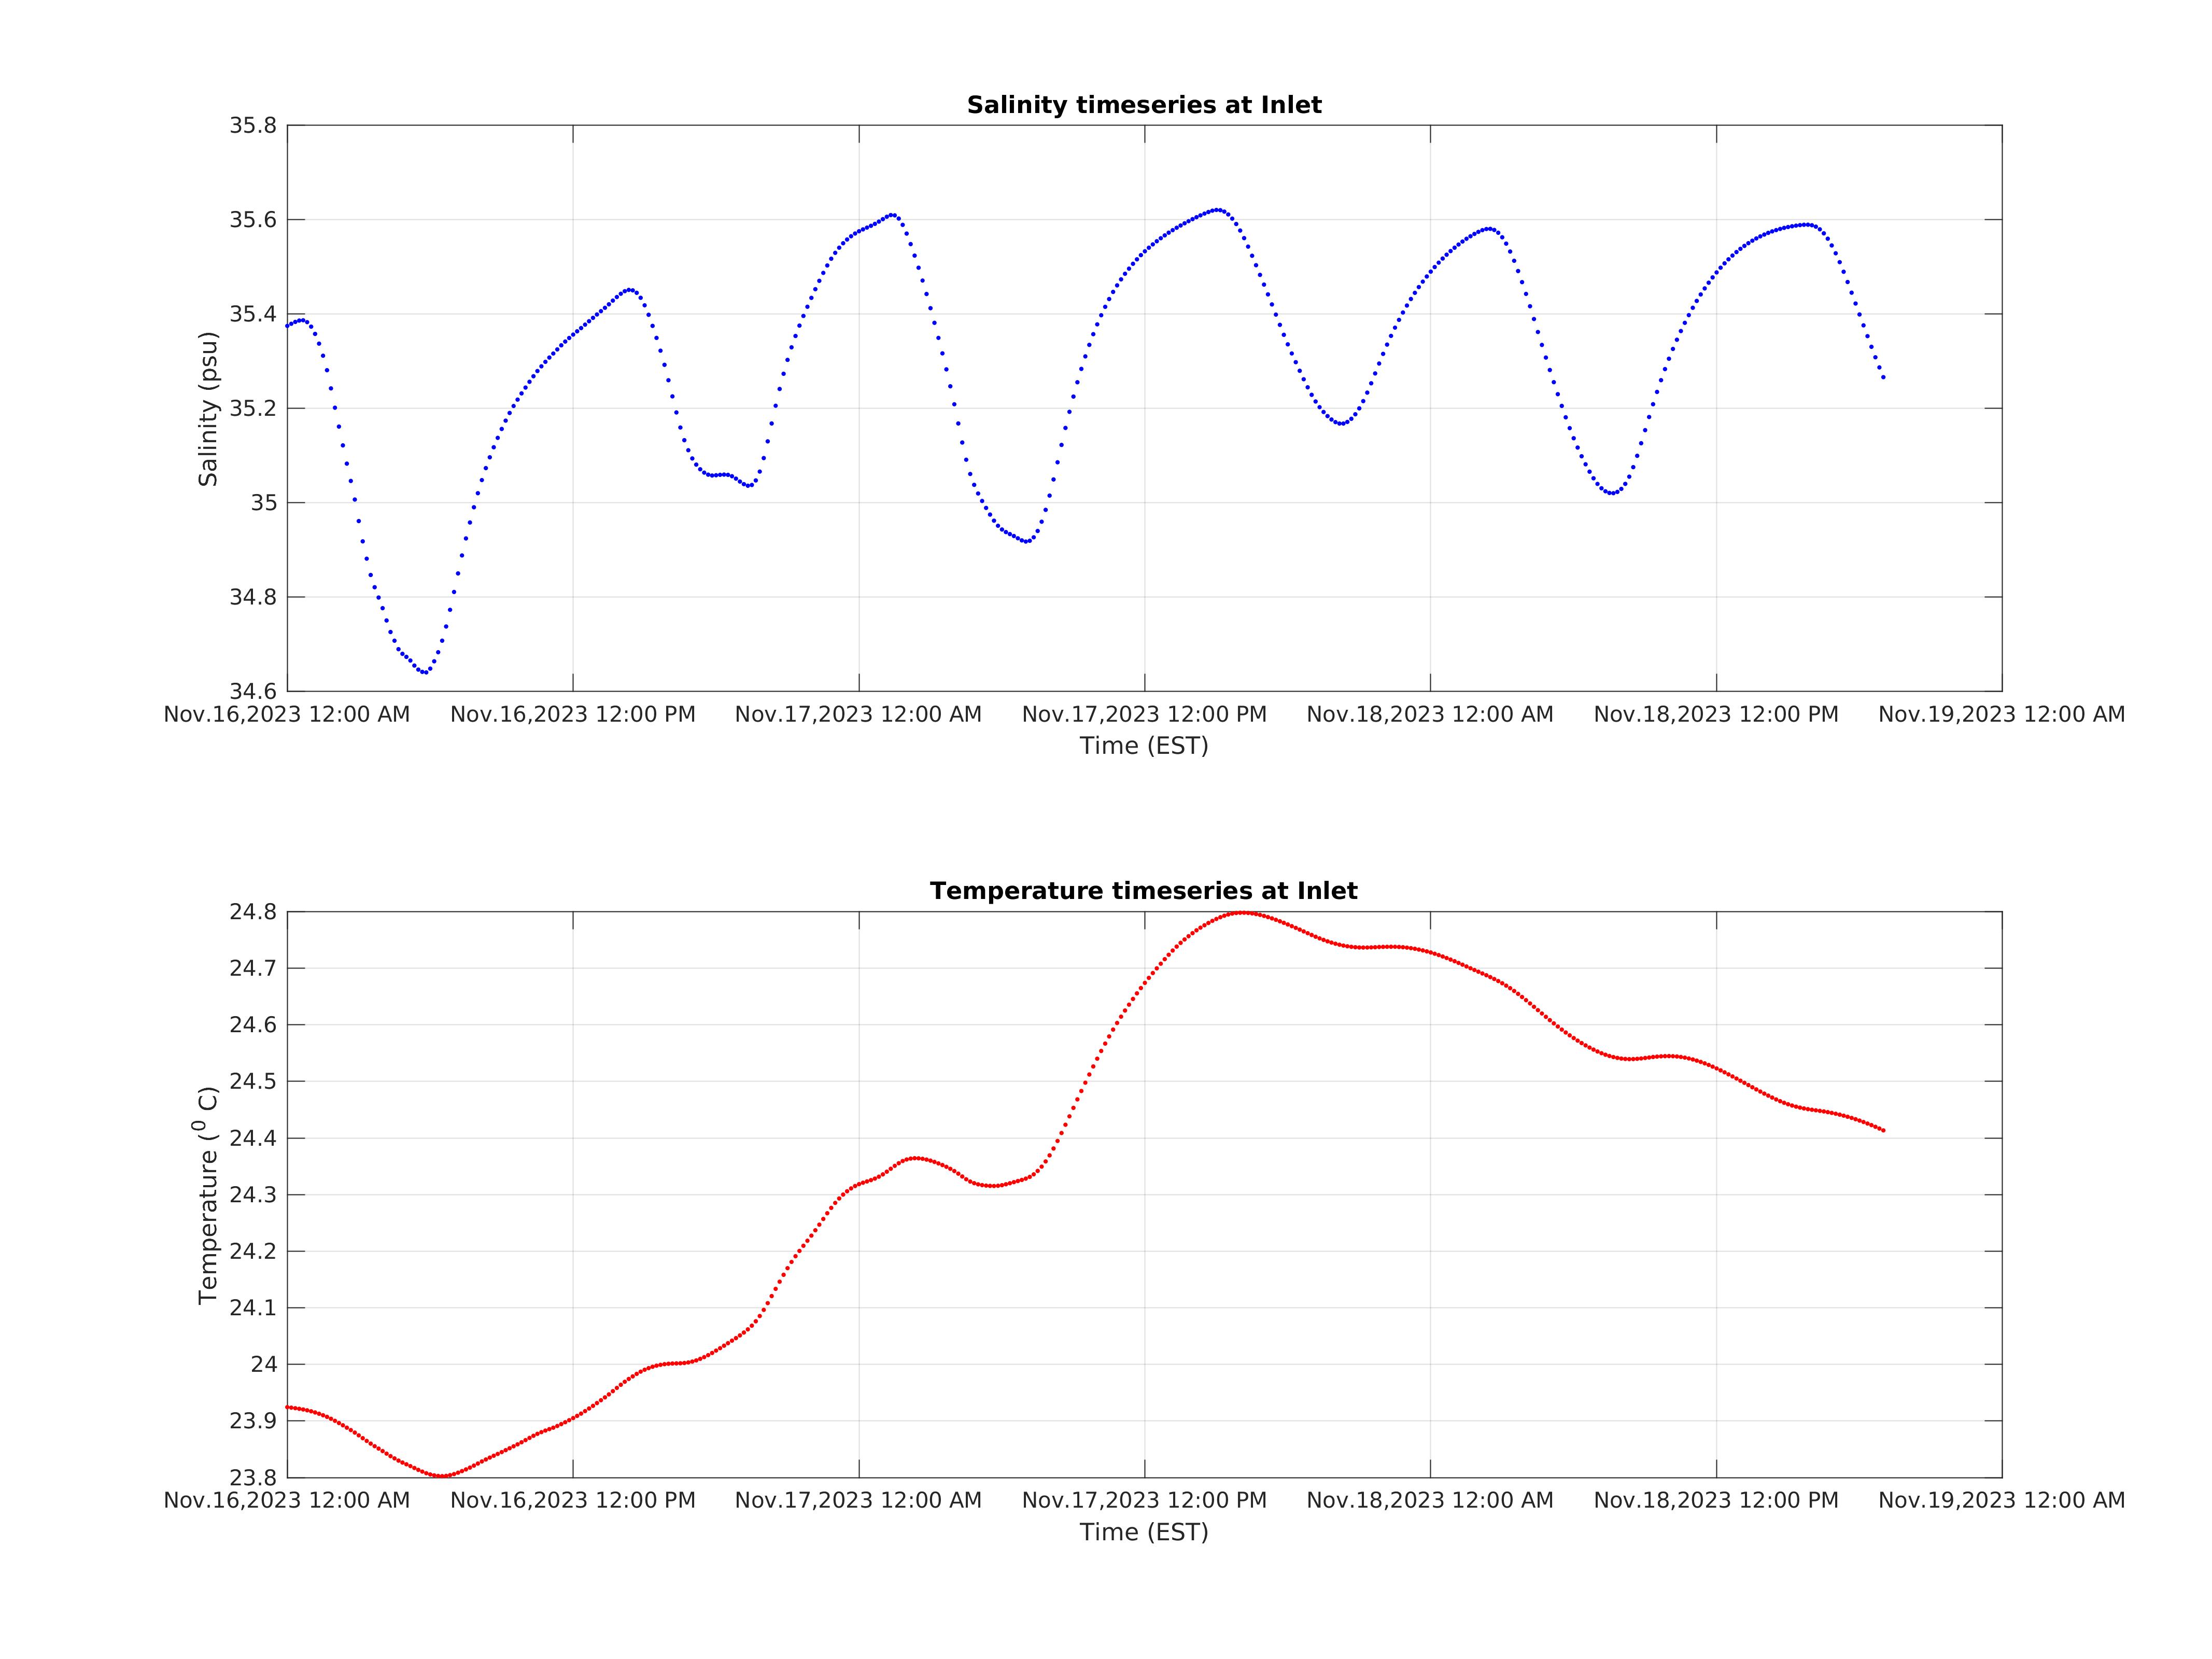 Salinity timeseries at Inlet
35.8
35.6
35.4
35.2
35
34.8
34.6
Salinity (psu)
Nov.16,2023 12:00 AM Nov.16,2023 12:00 PM Nov.17,2023 12:00 AM Nov.17,2023 12:00 PM Nov.18,2023 12:00 AM Nov.18,2023 12:00 PM Nov.19,2023 12:00 AM
Time (EST)
Temperature timeseries at Inlet
24.8
24.7
24.6
24.5
24.4
24.3
24.2
24.1
24
23.9
23.8
Temperature (⁰ C)
Nov.16,2023 12:00 AM Nov.16,2023 12:00 PM Nov.17,2023 12:00 AM Nov.17,2023 12:00 PM Nov.18,2023 12:00 AM Nov.18,2023 12:00 PM Nov.19,2023 12:00 AM
Time (EST)